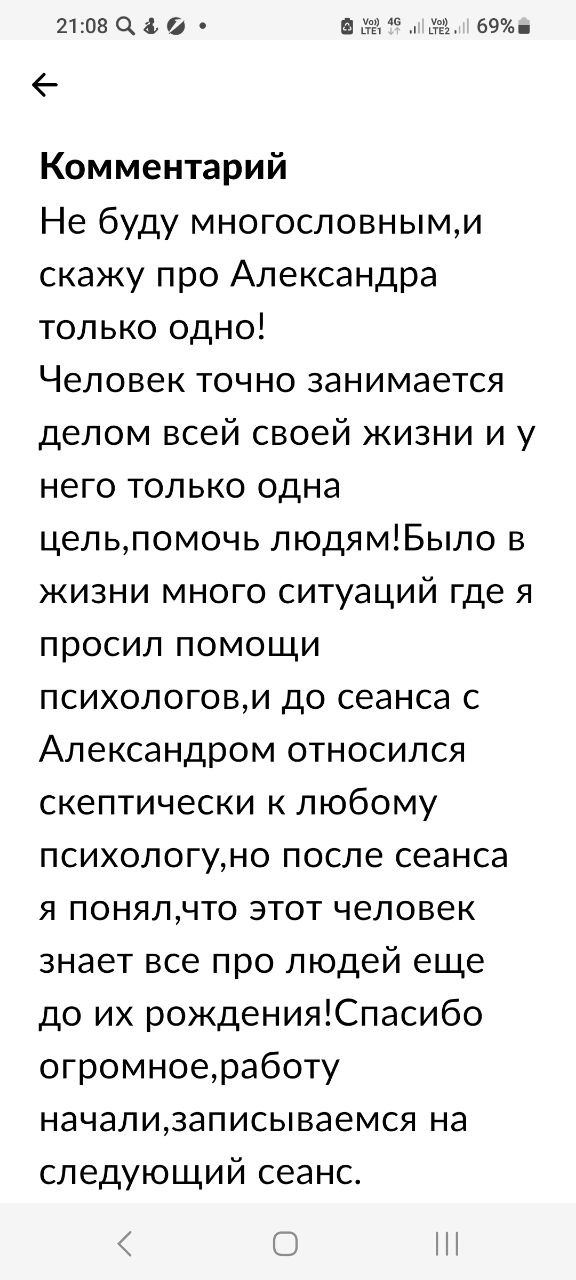 21:08 Vo)) LTE1 4G Vo)) LTE2 69%
Комментарий
Не буду многословным,и
скажу про Александра
только одно!
Человек точно занимается
делом всей своей жизни и у
него только одна
цель,помочь людям!Было в
жизни много ситуаций где я
просил помощи
психологов,и до сеанса с
Александром относился
скептически к любому
психологу,но после сеанса
я понял,что этот человек
знает все про людей еще
до их рождения!Спасибо
огромное,работу
начали,записываемся на
следующий сеанс.